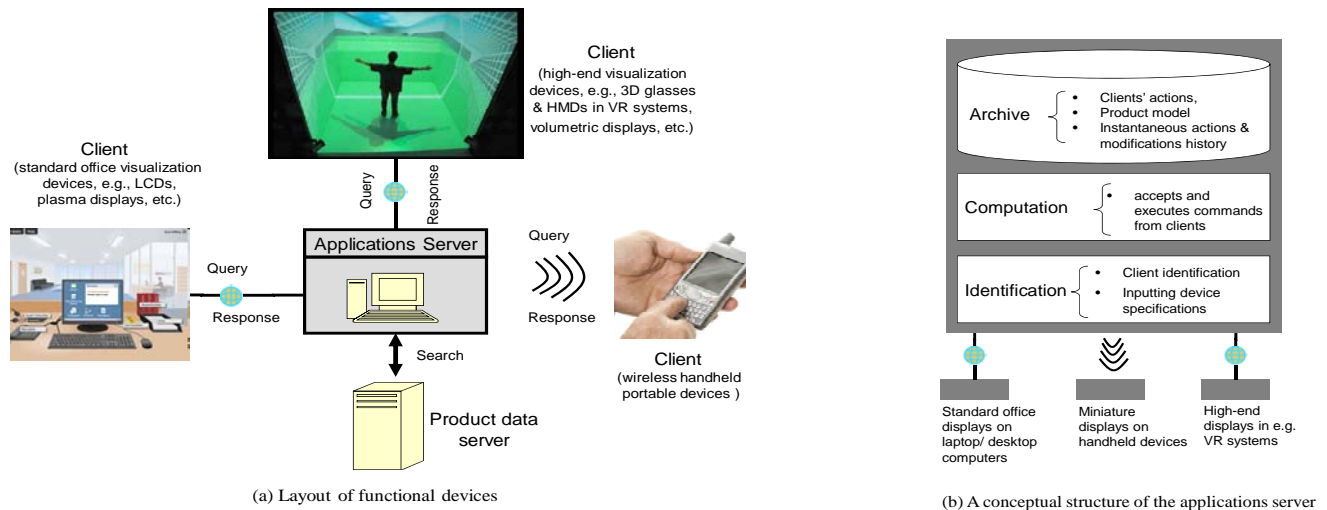 Client
(high-end visualization
devices, e.g., 3D glasses
& HMDs in VR systems,
volumetric displays, etc.)
Client
(standard office visualization
devices, e.g., LCDs,
plasma displays, etc.)
Query
Response
Applications Server
Query
Response
Query
Response
Client
(wireless handheld
portable devices )
Search
Product data
server
(a) Layout of functional devices
Archive
• Clients' actions,
• Product model
• Instantaneous actions &
modifications history
Computation
• accepts and
executes commands
from clients
Identification
• Client identification
• Inputting device
specifications
Standard office
displays on
laptop/ desktop
computers
Miniature
displays on
handheld devices
High-end
displays in e.g.
VR systems
(b) A conceptual structure of the applications server